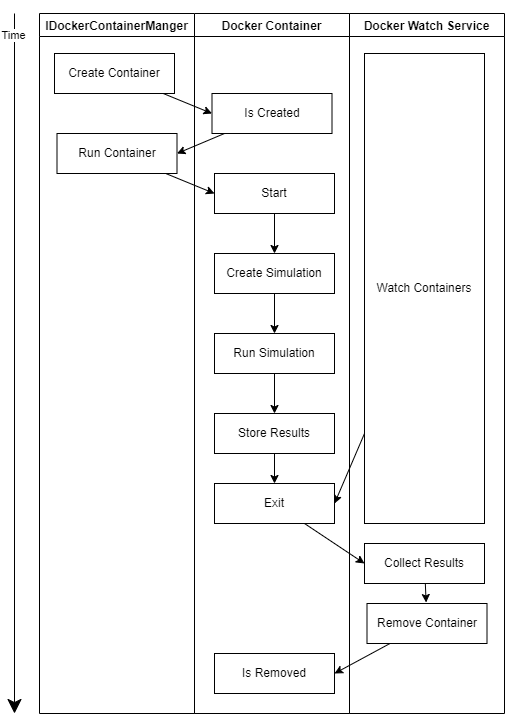 IDockerContainerManger
Docker Container
Docker Watch Service
Time
Create Container
Is Created
Run Container
Start
Create Simulation
Watch Containers
Run Simulation
Store Results
Exit
Collect Results
Remove Container
Is Removed